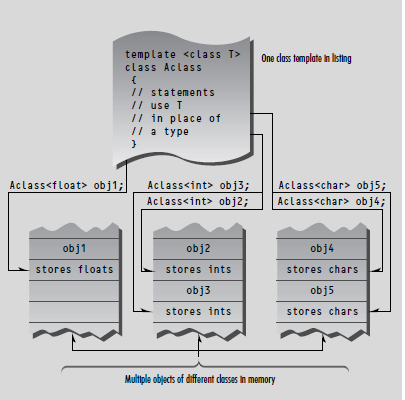 template <class T>
class Aclass
{
// statements
// use T
// in place of
// a type
}
One class template in listing
Aclass<float> obj1;
Aclass<int> obj3;
Aclass<int> obj2;
Aclass<char> obj5;
Aclass<char> obj4;
obj1
stores floats
obj2
stores ints
obj3
stores ints
obj4
stores chars
obj5
stores chars
Multiple objects of different classes in memory